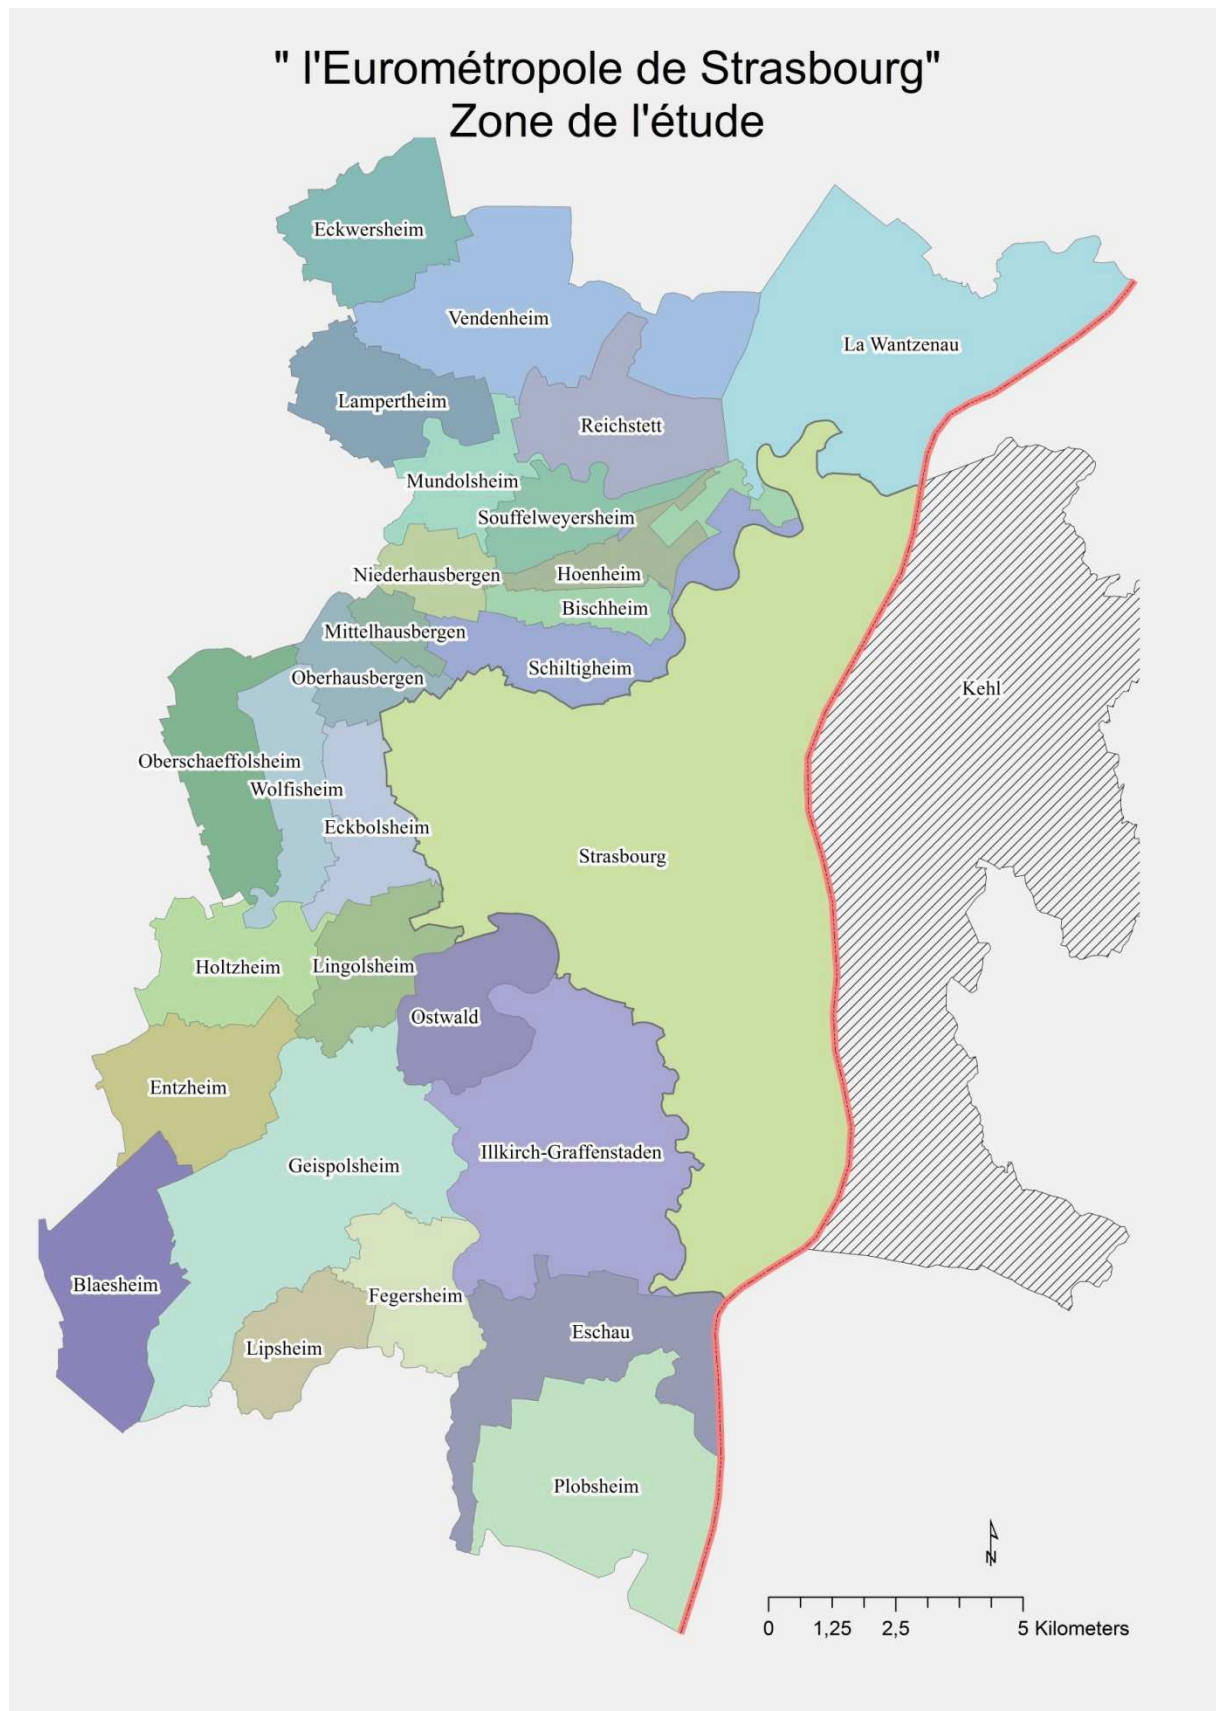 " l'Eurométropole de Strasbourg"
Zone de l'étude
Eckwersheim
Vendenheim
La Wantzenau
Lampertheim
Reichstett
Mundolsheim
Souffelweyersheim
Niederhausbergen
Hoenheim
Bischheim
Mittelhausbergen
Schiltigheim
Oberhausbergen
Kehl
Oberschaeffolsheim
Wolfisheim
Eckbolsheim
Strasbourg
Holtzheim
Lingolsheim
Ostwald
Entzheim
Illkirch-Graffenstaden
Geispolsheim
Blaesheim
Fegersheim
Eschau
Lipsheim
Plobsheim
N
0 1,25 2,5 5 Kilometers